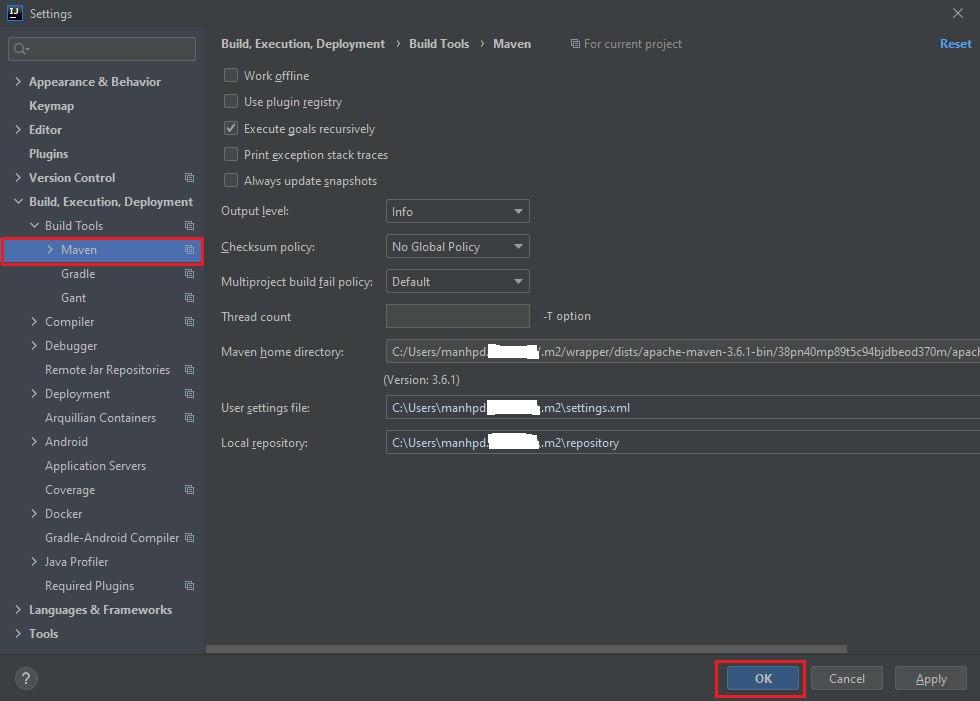 IJ Settings
Build, Execution, Deployment › Build Tools › Maven For current project Reset
Appearance & Behavior
Keymap
Editor
Plugins
Version Control
Build, Execution, Deployment
Build Tools
Maven
Gradle
Gant
Compiler
Debugger
Remote Jar Repositories
Deployment
Arquillian Containers
Android
Application Servers
Coverage
Docker
Gradle-Android Compiler
Java Profiler
Required Plugins
Languages & Frameworks
Tools
Work offline
Use plugin registry
Execute goals recursively
Print exception stack traces
Always update snapshots
Output level: Info
Checksum policy: No Global Policy
Multiproject build fail policy: Default
Thread count -T option
Maven home directory: C:/Users/manhpd. /.m2/wrapper/dists/apache-maven-3.6.1-bin/38pn40mp89t5c94bjdbeod370m/apac
(Version: 3.6.1)
User settings file: C:\Users\manhpd. .m2\settings.xml
Local repository: C:\Users\manhpd. .m2\repository
? OK Cancel Apply